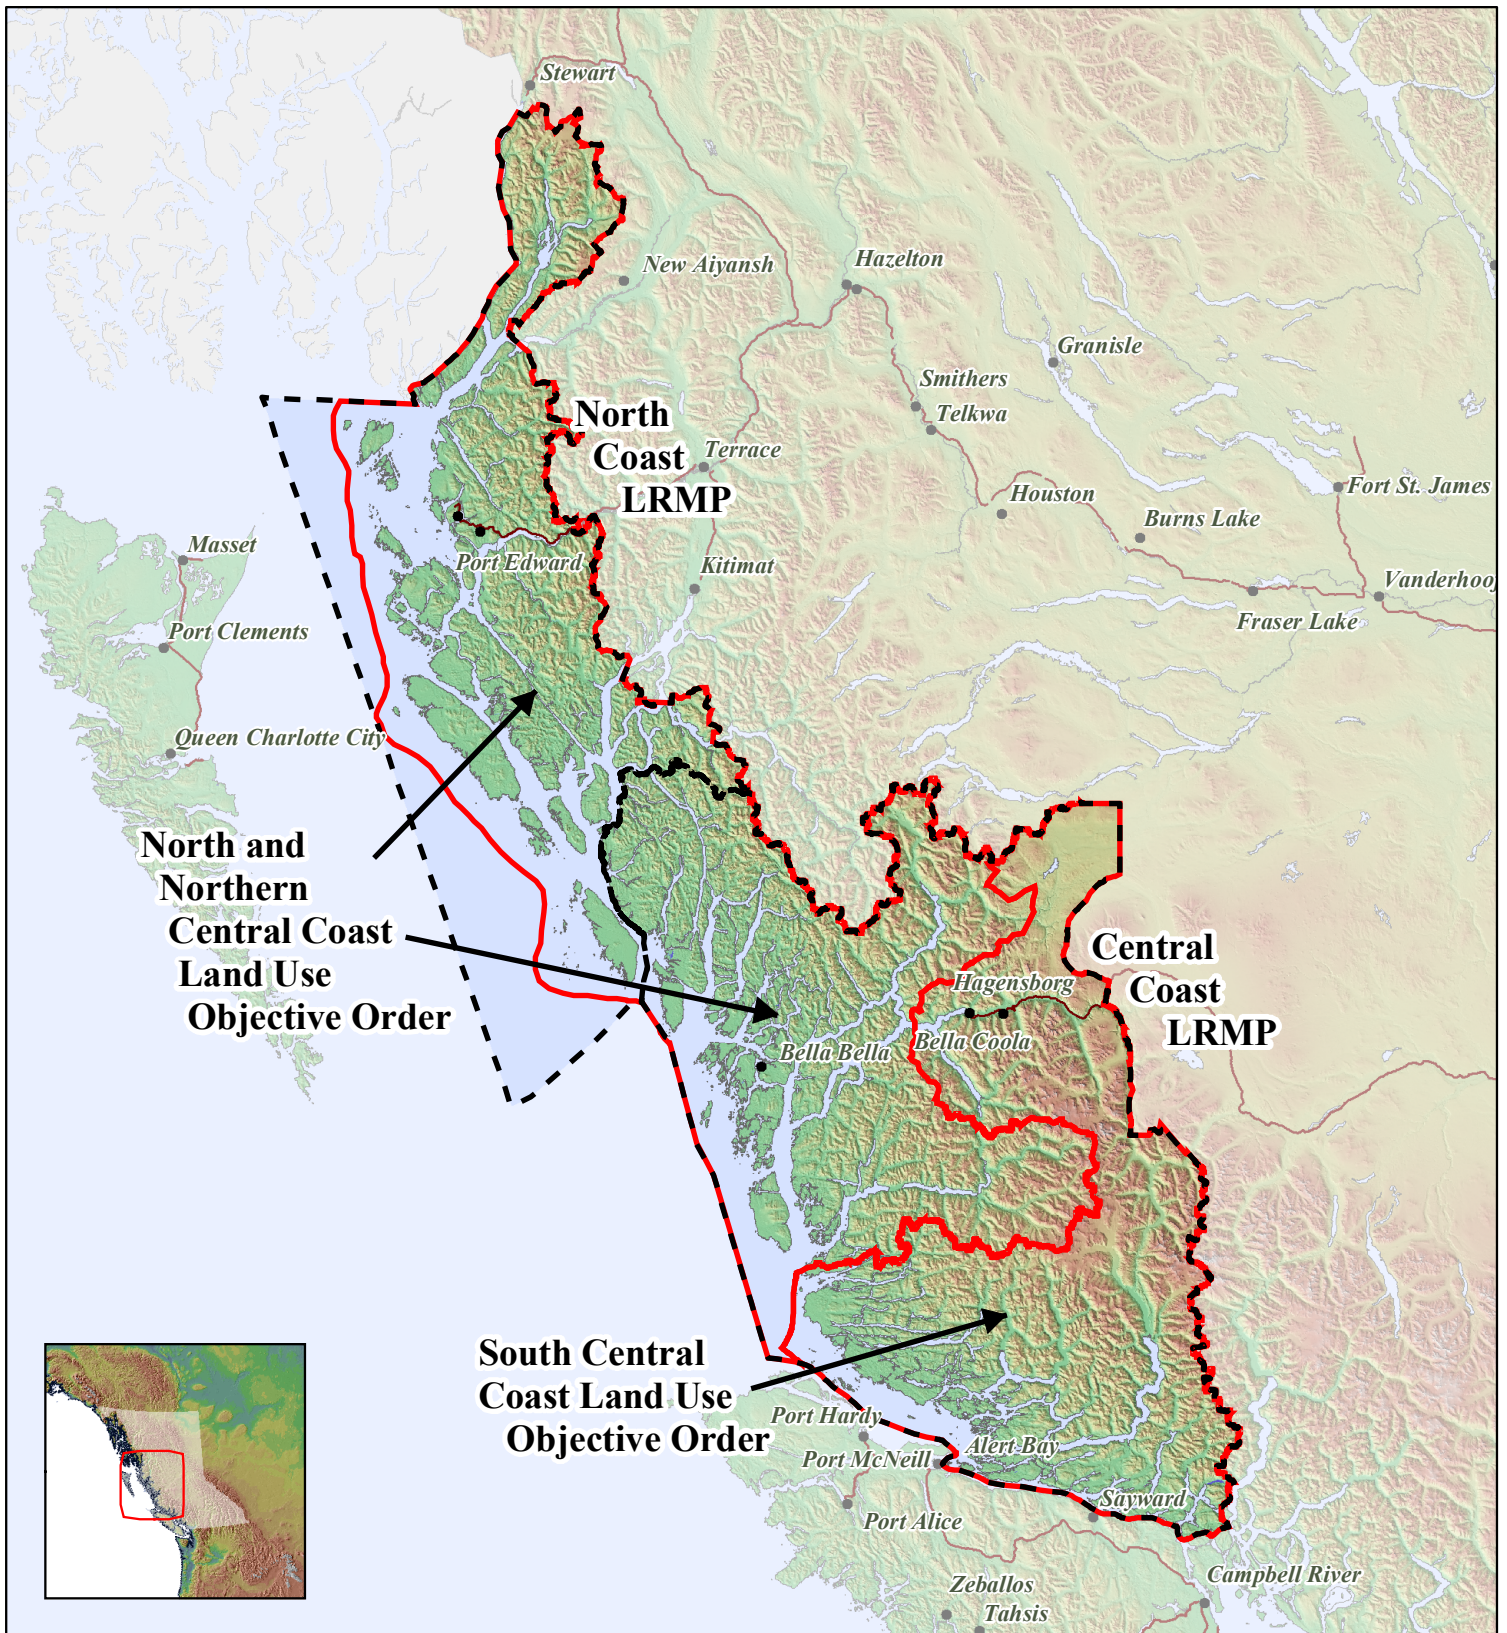 Stewart
New Aiyansh
Hazelton
Granisle
Smithers
Telkwa
North
Coast
LRMP
Terrace
Houston
Fort St. James
Burns Lake
Masset
Port Edward
Kitimat
Vanderhoof
Port Clements
Fraser Lake
Queen Charlotte City
North and
Northern
Central Coast
Land Use
Objective Order
Central
Coast
LRMP
Hagensborg
Bella Coola
Bella Bella
South Central
Coast Land Use
Objective Order
Port Hardy
Alert Bay
Port McNeill
Sayward
Port Alice
Campbell River
Zeballos
Tahsis